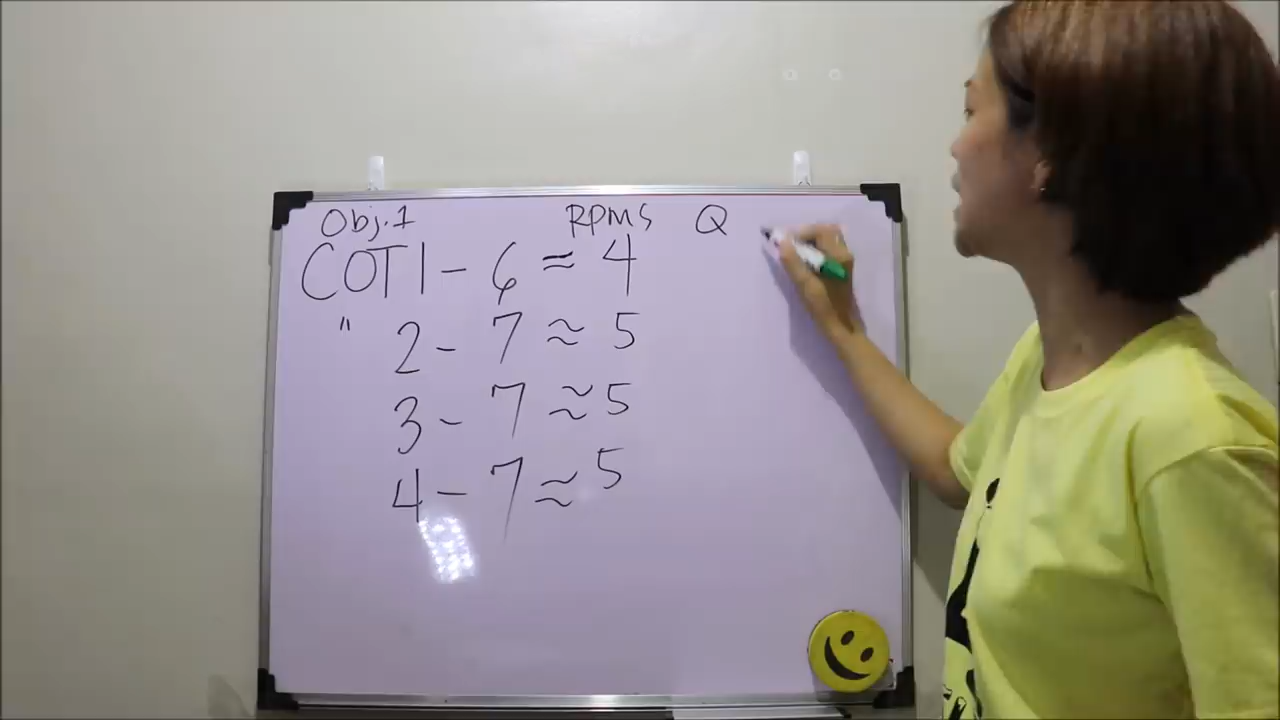 Obj.1 RPMS Q
COT1 - 6 ≈ 4
" 2 - 7 ≈ 5
3 - 7 ≈ 5
4 - 7 ≈ 5